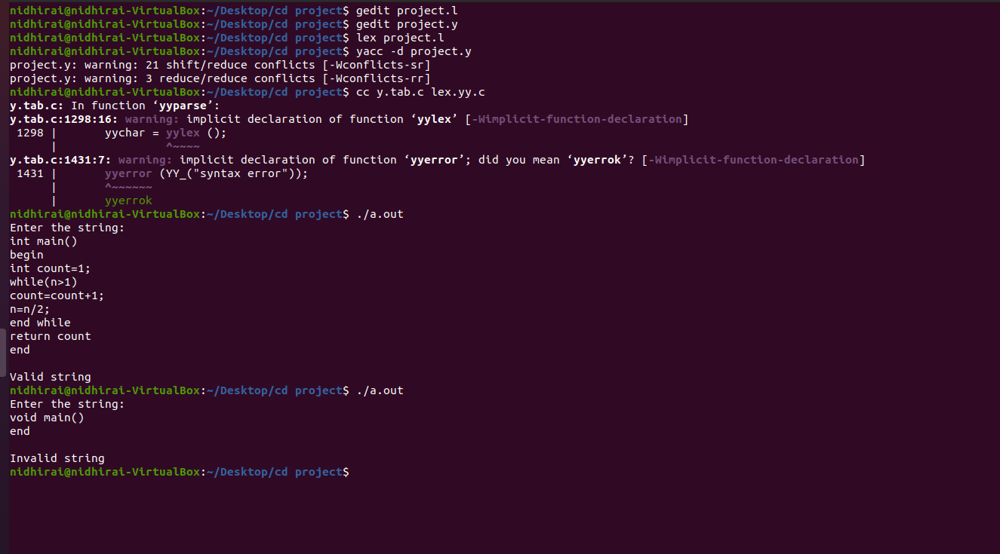 nidhirai@nidhirai-VirtualBox:~/Desktop/cd project$ gedit project.l
nidhirai@nidhirai-VirtualBox:~/Desktop/cd project$ gedit project.y
nidhirai@nidhirai-VirtualBox:~/Desktop/cd project$ lex project.l
nidhirai@nidhirai-VirtualBox:~/Desktop/cd project$ yacc -d project.y
project.y: warning: 21 shift/reduce conflicts [-Wconflicts-sr]
project.y: warning: 3 reduce/reduce conflicts [-Wconflicts-rr]
nidhirai@nidhirai-VirtualBox:~/Desktop/cd project$ cc y.tab.c lex.yy.c
y.tab.c: In function ‘yyparse’:
y.tab.c:1298:16: warning: implicit declaration of function ‘yylex’ [-Wimplicit-function-declaration]
 1298 |       yychar = yylex ();
      |                ^~~~~
y.tab.c:1431:7: warning: implicit declaration of function ‘yyerror’; did you mean ‘yyerrok’? [-Wimplicit-function-declaration]
 1431 |       yyerror (YY_("syntax error"));
      |       ^~~~~~~
      |       yyerrok
nidhirai@nidhirai-VirtualBox:~/Desktop/cd project$ ./a.out
Enter the string:
int main()
begin
int count=1;
while(n>1)
count=count+1;
n=n/2;
end while
return count
end

Valid string
nidhirai@nidhirai-VirtualBox:~/Desktop/cd project$ ./a.out
Enter the string:
void main()
end

Invalid string
nidhirai@nidhirai-VirtualBox:~/Desktop/cd project$